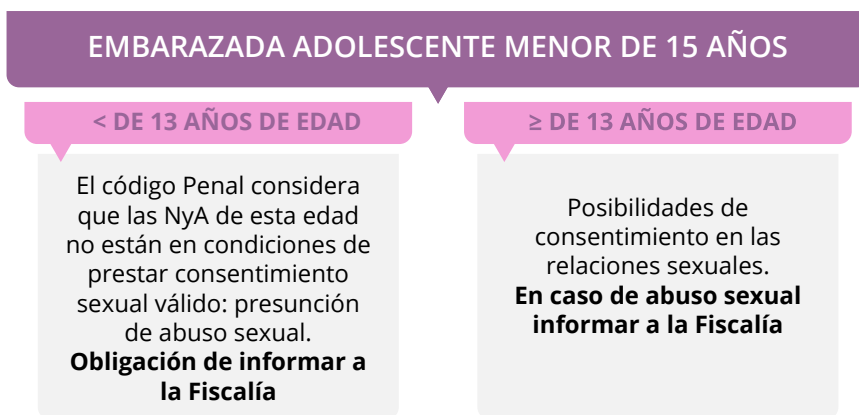 EMBARAZADA ADOLESCENTE MENOR DE 15 AÑOS
< DE 13 AÑOS DE EDAD
El código Penal considera
que las NyA de esta edad
no están en condiciones de
prestar consentimiento
sexual válido: presunción
de abuso sexual.
Obligación de informar a
la Fiscalía
≥ DE 13 AÑOS DE EDAD
Posibilidades de
consentimiento en las
relaciones sexuales.
En caso de abuso sexual
informar a la Fiscalía